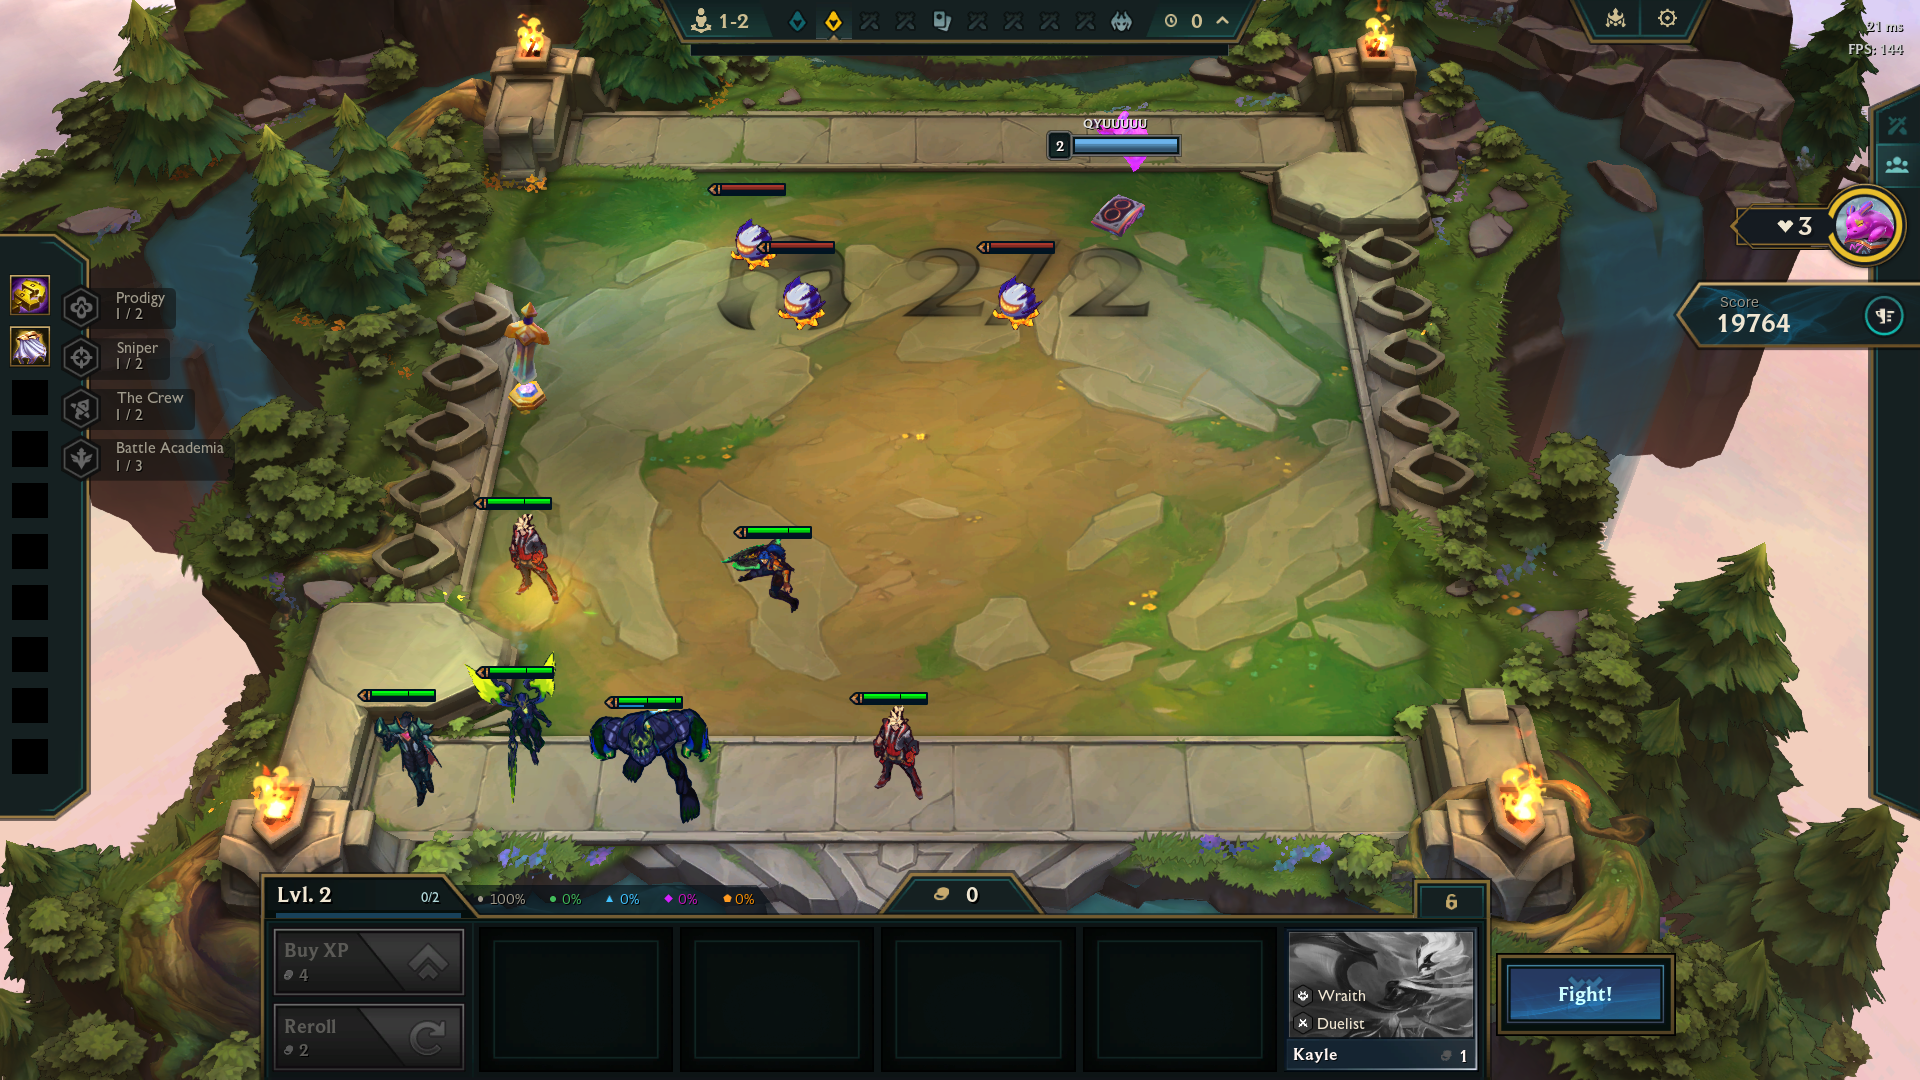 1-2
0
21 ms
FPS: 144
QYUUUUU
2
3
Score
19764
2/2
Prodigy
1 / 2
Sniper
1 / 2
The Crew
1 / 2
Battle Academia
1 / 3
Lvl. 2
0/2
100%
0%
0%
0%
0%
0
6
Buy XP
4
Reroll
2
Wraith
Duelist
Kayle
1
Fight!